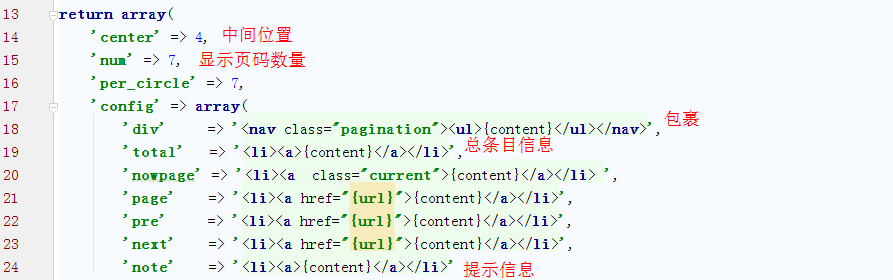 13 return array(
14 'center' => 4, 中间位置
15 'num' => 7, 显示页码数量
16 'per_circle' => 7,
17 'config' => array(
18 'div' => '<nav class="pagination"><ul>{content}</ul></nav>', 包裹
19 'total' => '<li><a>{content}</a></li>', 总条目信息
20 'nowpage' => '<li><a  class="current">{content}</a></li> ',
21 'page' => '<li><a href="{url}">{content}</a></li>',
22 'pre' => '<li><a href="{url}">{content}</a></li>',
23 'next' => '<li><a href="{url}">{content}</a></li>',
24 'note' => '<li><a>{content}</a></li>' 提示信息